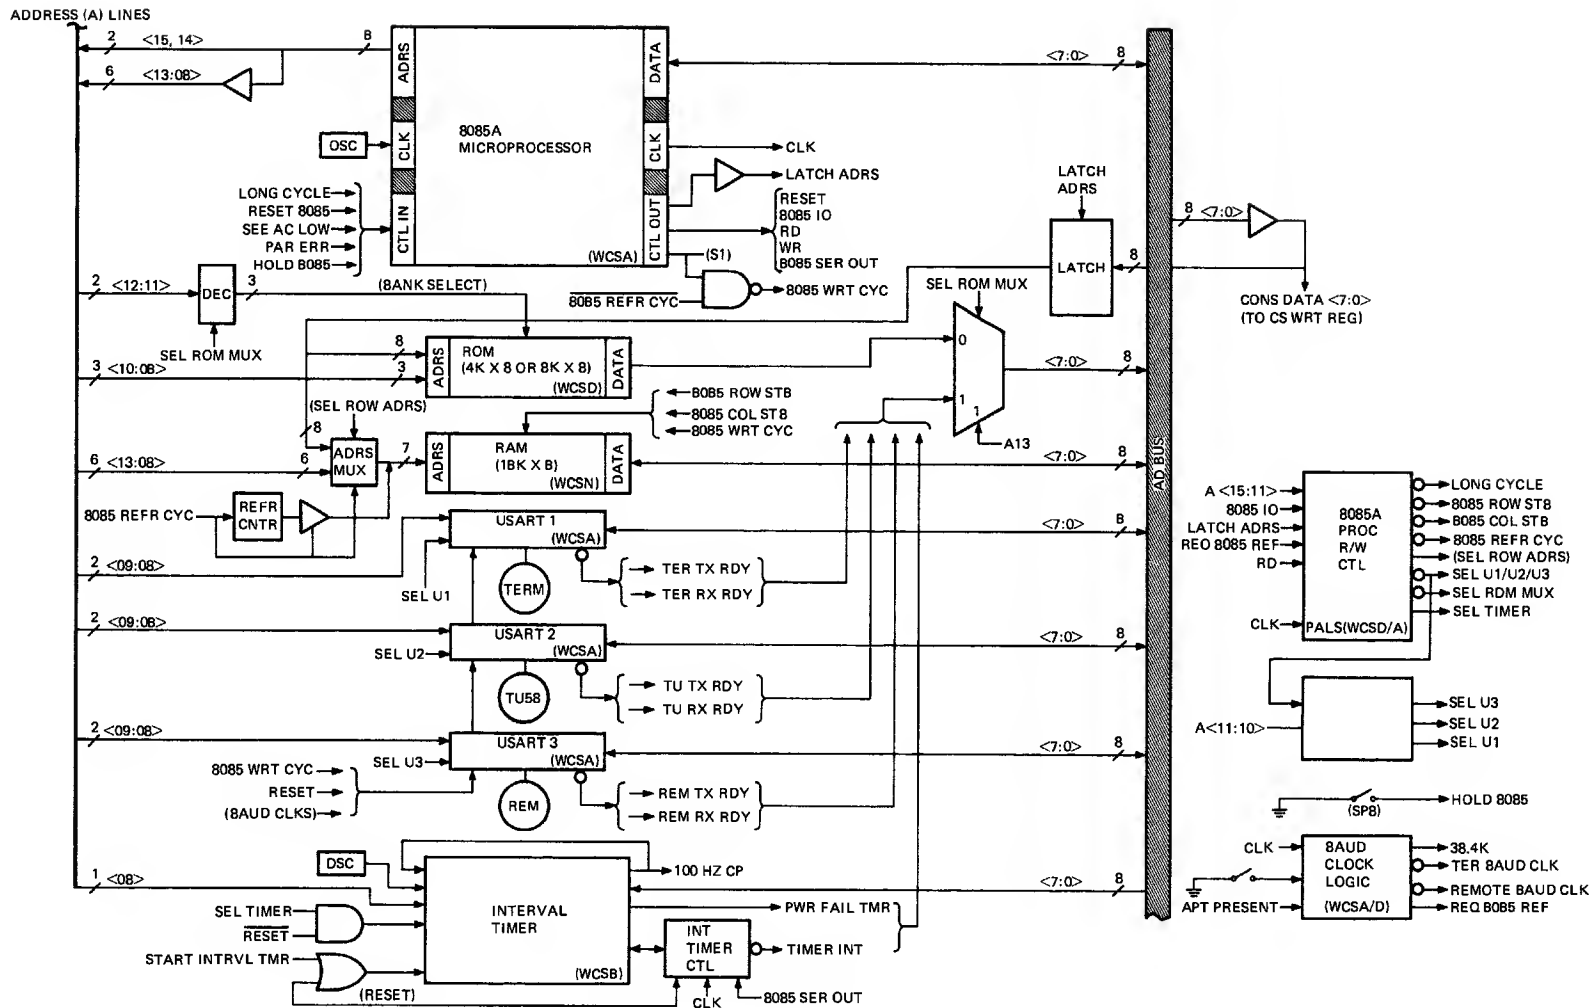 ADDRESS (A) LINES
2 <15, 14> 8
6 <13:08>
ADRS
DATA
CLK
CLK
CTL IN
CTL OUT
8085A
MICROPROCESSOR
(WCSA)
OSC
LONG CYCLE
RESET 8085
SEE AC LOW
PAR ERR
HOLD 8085
<7:0> 8
CLK
LATCH ADRS
RESET
8085 IO
RD
WR
8085 SER OUT
(S1)
8085 REFR CYC
8085 WRT CYC
LATCH
ADRS
LATCH
8
8 <7:0>
CONS DATA <7:0>
(TO CS WRT REG)
2 <12:11>
DEC
3
(8ANK SELECT)
SEL ROM MUX
SEL ROM MUX
0
1
1
A13
<7:0> 8
8
3 <10:08> 3
ADRS
ROM
(4K X 8 OR 8K X 8)
(WCSD)
DATA
8085 ROW STB
8085 COL ST8
8085 WRT CYC
(SEL ROW ADRS)
8
6 <13:08> 6
ADRS
MUX
7
ADRS
RAM
(1BK X B)
(WCSN)
DATA
<7:0> 8
AD BUS
8085 REFR CYC
REFR
CNTR
USART 1
(WCSA)
<7:0> 8
2 <09:08>
SEL U1
TERM
TER TX RDY
TER RX RDY
2 <09:08>
USART 2
(WCSA)
<7:0> 8
SEL U2
TU58
TU TX RDY
TU RX RDY
2 <09:08>
USART 3
(WCSA)
<7:0> 8
SEL U3
8085 WRT CYC
RESET
(8AUD CLKS)
REM
REM TX RDY
REM RX RDY
DSC
100 HZ CP
1 <08>
<7:0> 8
SEL TIMER
RESET
START INTRVL TMR
(RESET)
INTERVAL
TIMER
(WCSB)
PWR FAIL TMR
INT
TIMER
CTL
TIMER INT
CLK
8085 SER OUT
A <15:11>
8085 IO
LATCH ADRS
REO 8085 REF
RD
CLK
8085A
PROC
R/W
CTL
PALS(WCSD/A)
LONG CYCLE
8085 ROW ST8
8085 COL STB
8085 REFR CYC
(SEL ROW ADRS)
SEL U1/U2/U3
SEL RDM MUX
SEL TIMER
A<11:10>
SEL U3
SEL U2
SEL U1
(SP8)
HOLD 8085
CLK
APT PRESENT
8AUD
CLOCK
LOGIC
(WCSA/D)
38.4K
TER 8AUD CLK
REMOTE BAUD CLK
REQ B0B5 REF